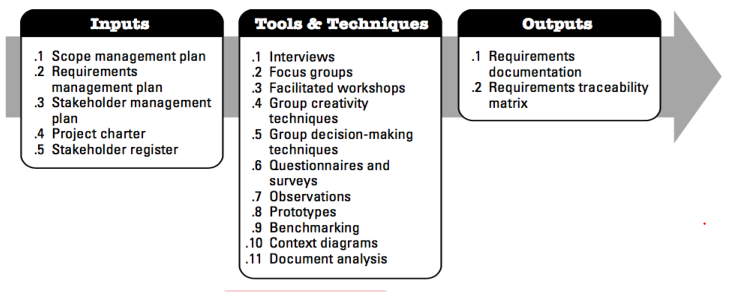 Inputs
.1 Scope management plan
.2 Requirements
management plan
.3 Stakeholder management
plan
.4 Project charter
.5 Stakeholder register
Tools & Techniques
.1 Interviews
.2 Focus groups
.3 Facilitated workshops
.4 Group creativity
techniques
.5 Group decision-making
techniques
.6 Questionnaires and
surveys
.7 Observations
.8 Prototypes
.9 Benchmarking
.10 Context diagrams
.11 Document analysis
Outputs
.1 Requirements
documentation
.2 Requirements traceability
matrix